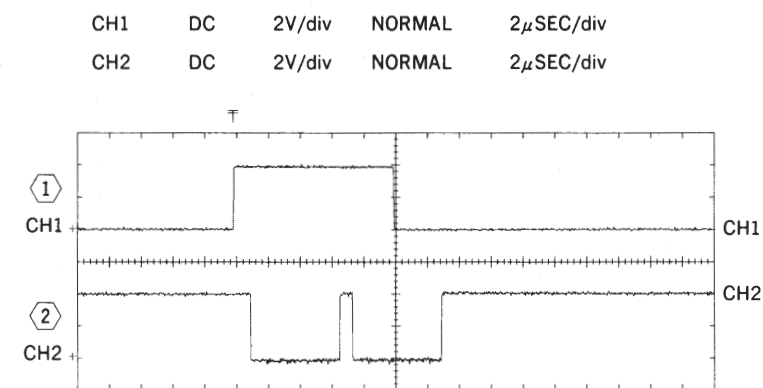 CH1 DC 2V/div NORMAL 2μSEC/div
CH2 DC 2V/div NORMAL 2μSEC/div
1
CH1 CH1
CH2
2
CH2